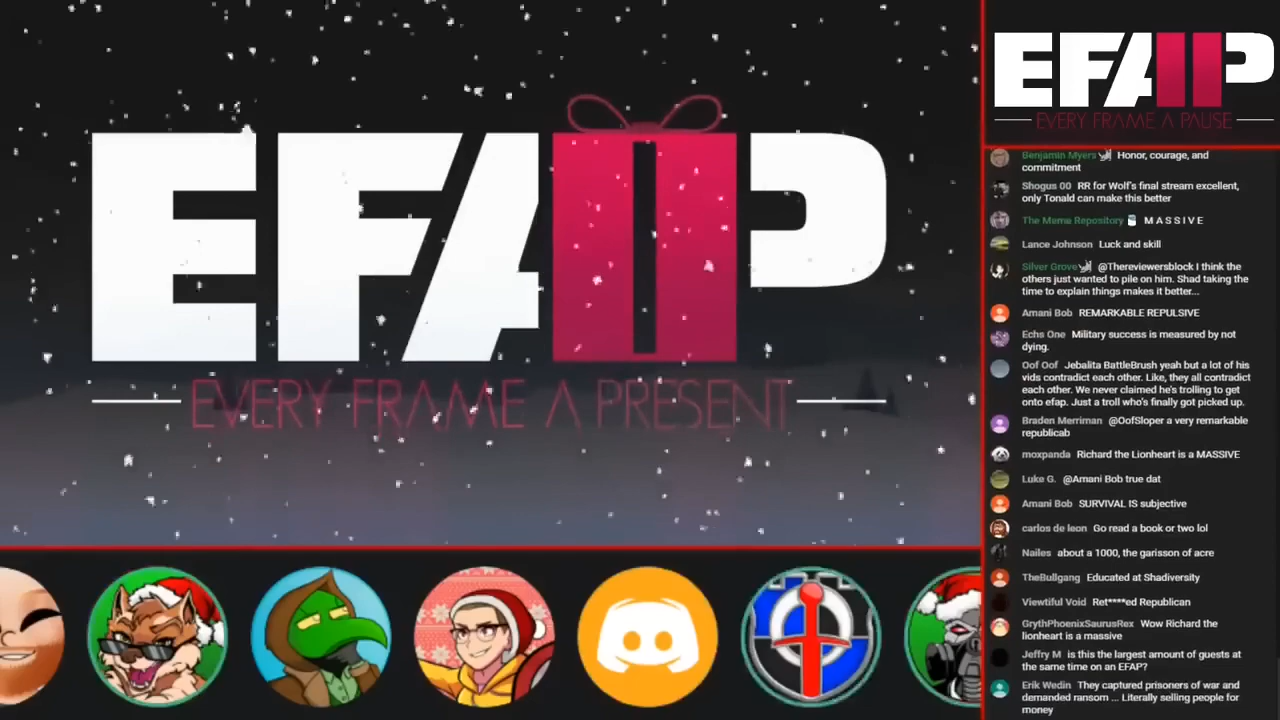 EFAP
EVERY FRAME A PRESENT
EFAP
EVERY FRAME A PAUSE
Benjamin Myers Honor, courage, and
commitment
Shogus 00 RR for Wolf's final stream excellent,
only Tonald can make this better
The Meme Repository M A S S I V E
Lance Johnson Luck and skill
Silver Grove @Thereviewersblock I think the
others just wanted to pile on him. Shad taking the
time to explain things makes it better...
Amani Bob REMARKABLE REPULSIVE
Echs One Military success is measured by not
dying.
Oof Oof Jebalita BattleBrush yeah but a lot of his
vids contradict each other. Like, they all contradict
each other. We never claimed he's trolling to get
onto efap. Just a troll who's finally got picked up.
Braden Merriman @OofSloper a very remarkable
republicab
moxpanda Richard the Lionheart is a MASSIVE
Luke G. @Amani Bob true dat
Amani Bob SURVIVAL IS subjective
carlos de leon Go read a book or two lol
Nailes about a 1000, the garisson of acre
TheBullgang Educated at Shadiversity
Viewtiful Void Ret****ed Republican
GrythPhoenixSaurusRex Wow Richard the
lionheart is a massive
Jeffry M is this the largest amount of guests at
the same time on an EFAP?
Erik Wedin They captured prisoners of war and
demanded ransom ... Literally selling people for
money